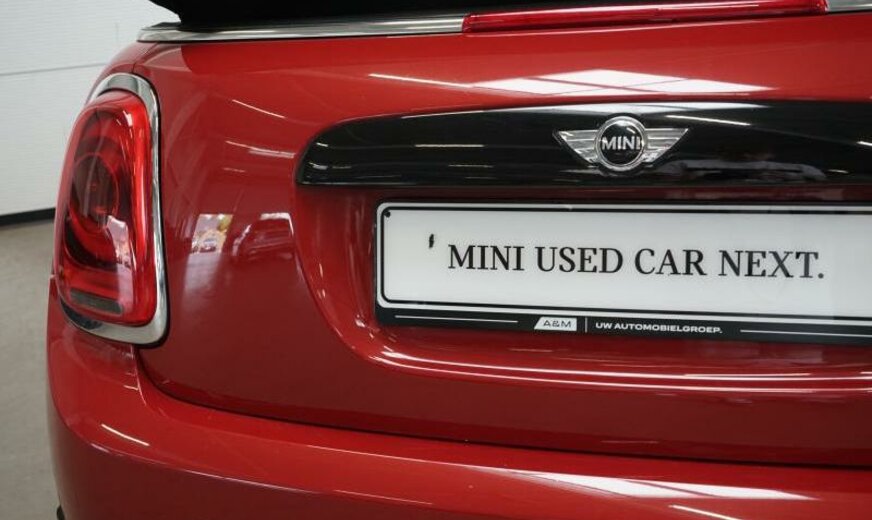 MINI
MINI USED CAR NEXT.
A&M UW AUTOMOBIELGROEP.